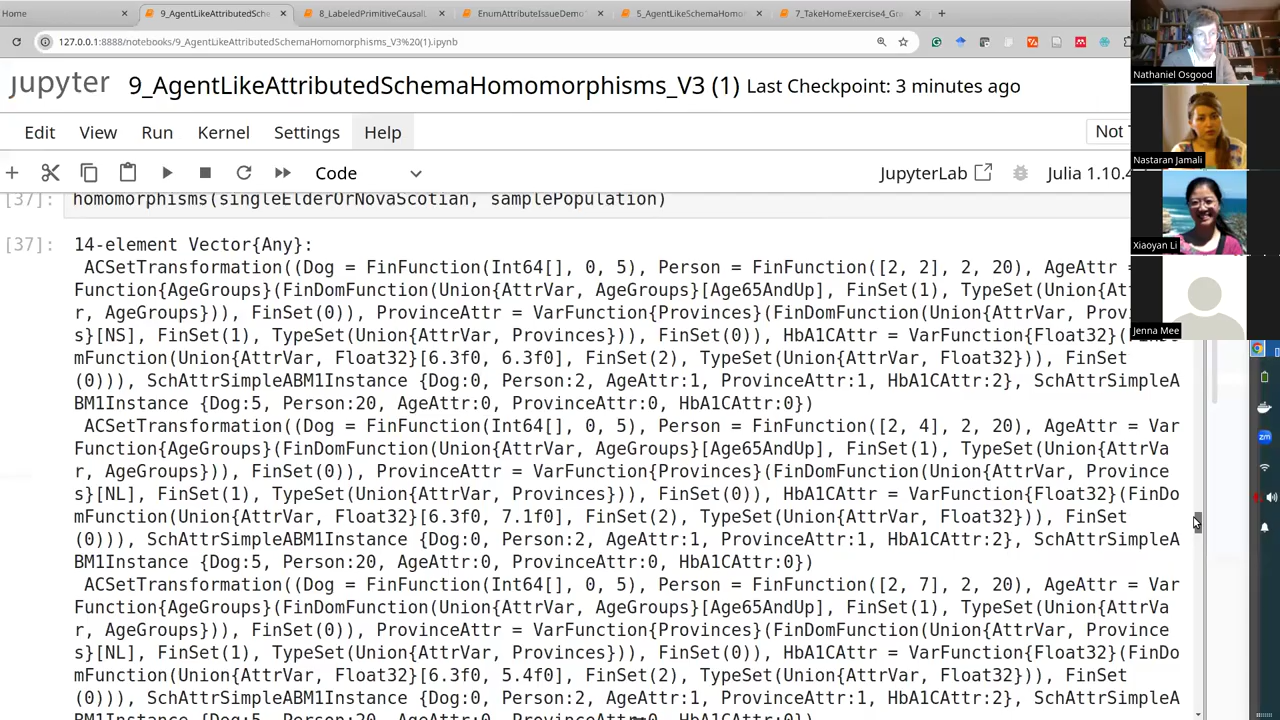 Home
9_AgentLikeAttributedSche
8_LabeledPrimitiveCausal
EnumAttributeIssueDemo
5_AgentLikeSchemaHomo
7_TakeHomeExercise4_Gra
127.0.0.1:8888/notebooks/9_AgentLikeAttributedSchemaHomomorphisms_V3%20(1).ipynb
jupyter 9_AgentLikeAttributedSchemaHomomorphisms_V3 (1) Last Checkpoint: 3 minutes ago
Edit View Run Kernel Settings Help Not T
Code JupyterLab Julia 1.10.4
[37]: homomorphisms(singleElderOrNovaScotian, samplePopulation)
[37]: 14-element Vector{Any}:
ACSetTransformation((Dog = FinFunction(Int64[], 0, 5), Person = FinFunction([2, 2], 2, 20), AgeAttr =
Function{AgeGroups}(FinDomFunction(Union{AttrVar, AgeGroups}[Age65AndUp], FinSet(1), TypeSet(Union{At
r, AgeGroups})), FinSet(0)), ProvinceAttr = VarFunction{Provinces}(FinDomFunction(Union{AttrVar, Prov
s}[NS], FinSet(1), TypeSet(Union{AttrVar, Provinces})), FinSet(0)), HbA1CAttr = VarFunction{Float32}(
mFunction(Union{AttrVar, Float32}[6.3f0, 6.3f0], FinSet(2), TypeSet(Union{AttrVar, Float32})), FinSet
(0))), SchAttrSimpleABM1Instance {Dog:0, Person:2, AgeAttr:1, ProvinceAttr:1, HbA1CAttr:2}, SchAttrSimpleA
BM1Instance {Dog:5, Person:20, AgeAttr:0, ProvinceAttr:0, HbA1CAttr:0})
ACSetTransformation((Dog = FinFunction(Int64[], 0, 5), Person = FinFunction([2, 4], 2, 20), AgeAttr = Var
Function{AgeGroups}(FinDomFunction(Union{AttrVar, AgeGroups}[Age65AndUp], FinSet(1), TypeSet(Union{AttrVa
r, AgeGroups})), FinSet(0)), ProvinceAttr = VarFunction{Provinces}(FinDomFunction(Union{AttrVar, Province
s}[NL], FinSet(1), TypeSet(Union{AttrVar, Provinces})), FinSet(0)), HbA1CAttr = VarFunction{Float32}(FinDo
mFunction(Union{AttrVar, Float32}[6.3f0, 7.1f0], FinSet(2), TypeSet(Union{AttrVar, Float32})), FinSet
(0))), SchAttrSimpleABM1Instance {Dog:0, Person:2, AgeAttr:1, ProvinceAttr:1, HbA1CAttr:2}, SchAttrSimpleA
BM1Instance {Dog:5, Person:20, AgeAttr:0, ProvinceAttr:0, HbA1CAttr:0})
ACSetTransformation((Dog = FinFunction(Int64[], 0, 5), Person = FinFunction([2, 7], 2, 20), AgeAttr = Var
Function{AgeGroups}(FinDomFunction(Union{AttrVar, AgeGroups}[Age65AndUp], FinSet(1), TypeSet(Union{AttrVa
r, AgeGroups})), FinSet(0)), ProvinceAttr = VarFunction{Provinces}(FinDomFunction(Union{AttrVar, Province
s}[NL], FinSet(1), TypeSet(Union{AttrVar, Provinces})), FinSet(0)), HbA1CAttr = VarFunction{Float32}(FinDo
mFunction(Union{AttrVar, Float32}[6.3f0, 5.4f0], FinSet(2), TypeSet(Union{AttrVar, Float32})), FinSet
(0))), SchAttrSimpleABM1Instance {Dog:0, Person:2, AgeAttr:1, ProvinceAttr:1, HbA1CAttr:2}, SchAttrSimpleA
BM1Instance {Dog:5, Person:20, AgeAttr:0, ProvinceAttr:0, HbA1CAttr:0})
Nathaniel Osgood
Nastaran Jamali
Xiaoyan Li
Jenna Mee